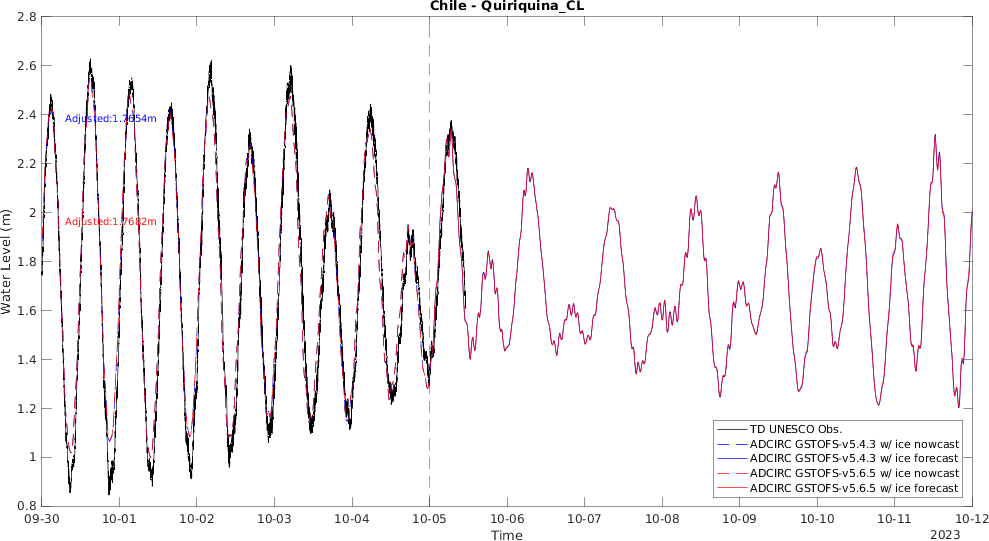 Chile - Quiriquina_CL
2.8
2.6
2.4
2.2
2
1.8
1.6
1.4
1.2
1
0.8
Water Level (m)
Adjusted:1.7654m
Adjusted:1.7682m
TD UNESCO Obs.
ADCIRC GSTOFS-v5.4.3 w/ ice nowcast
ADCIRC GSTOFS-v5.4.3 w/ ice forecast
ADCIRC GSTOFS-v5.6.5 w/ ice nowcast
ADCIRC GSTOFS-v5.6.5 w/ ice forecast
09-30 10-01 10-02 10-03 10-04 10-05 10-06 10-07 10-08 10-09 10-10 10-11 10-12
Time
2023